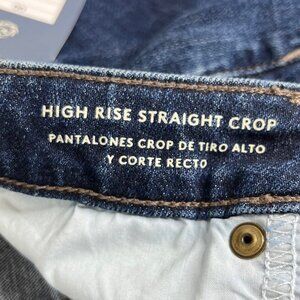 HIGH RISE STRAIGHT CROP
PANTALONES CROP DE TIRO ALTO
Y CORTE RECTO